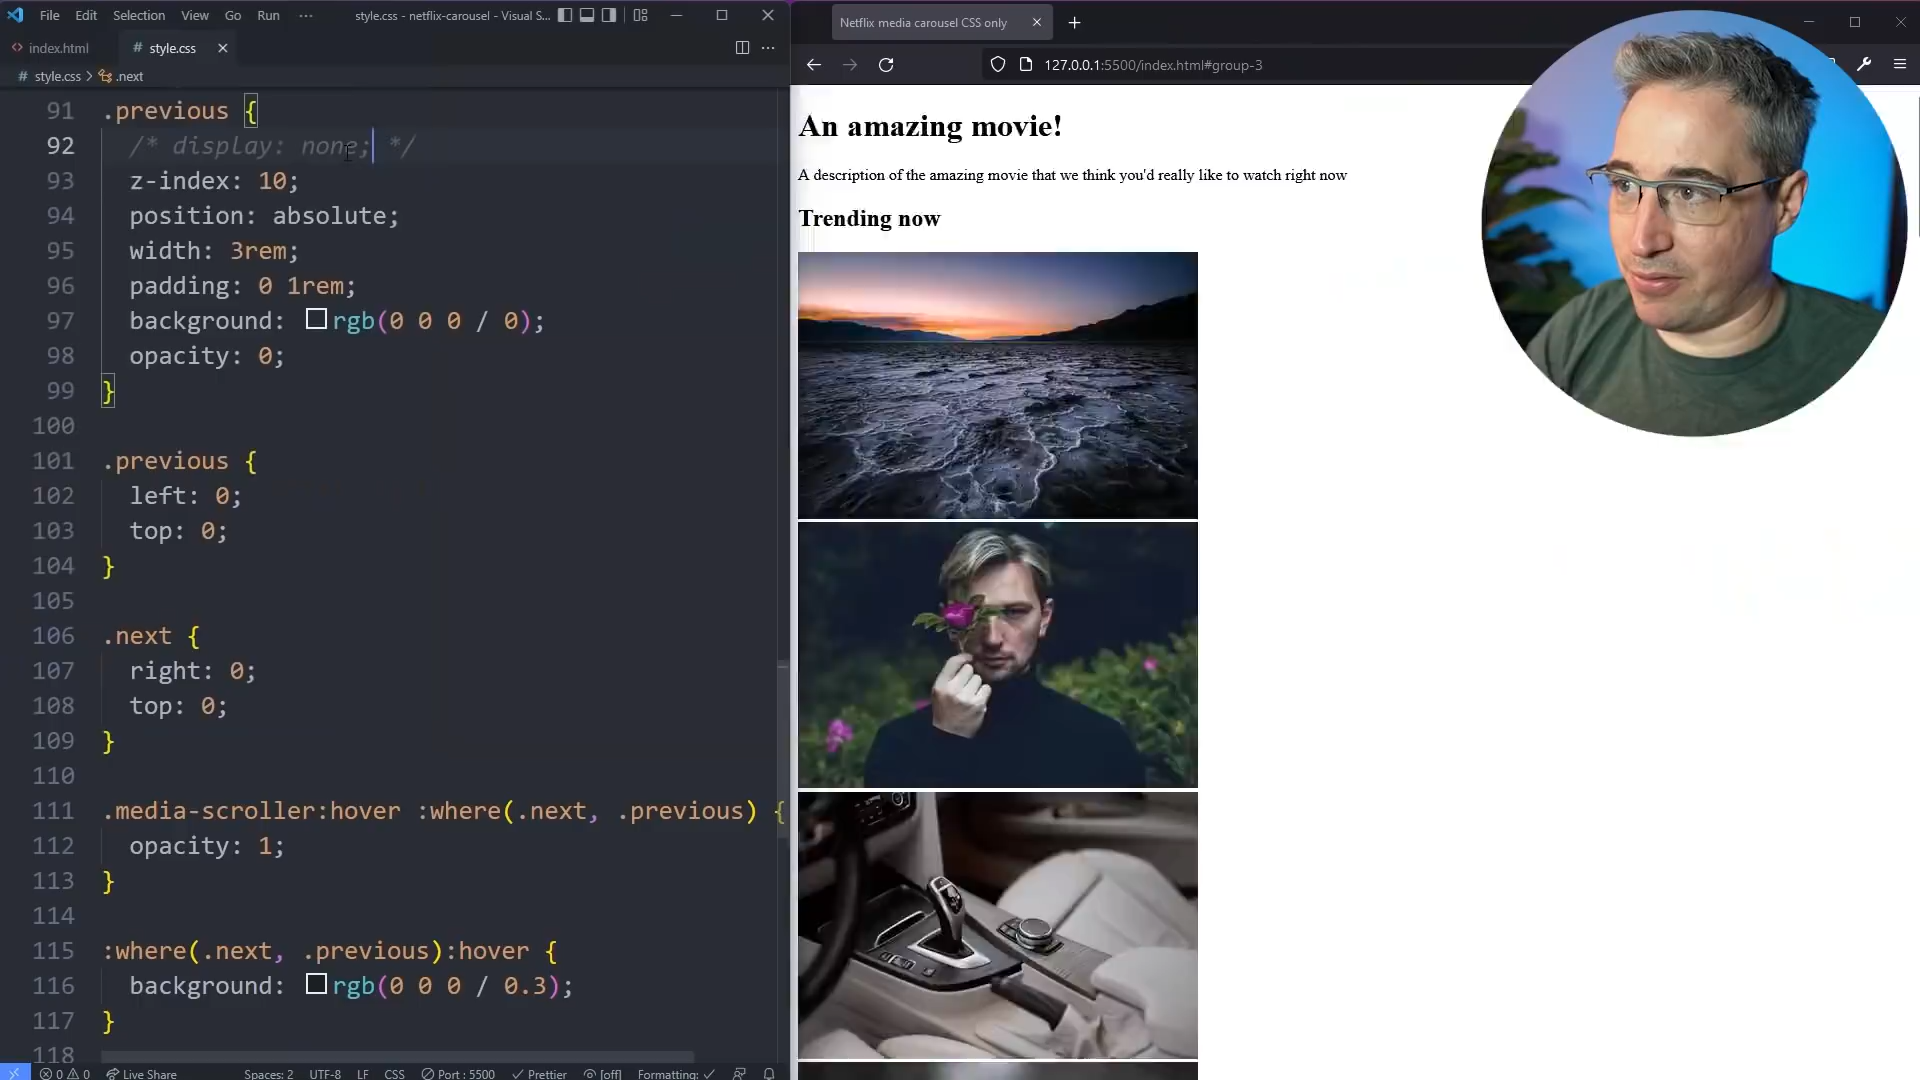 File Edit Selection View Go Run ··· style.css - netflix-carousel - Visual S...
index.html style.css
style.css > .next
91 .previous {
92 /* display: none; */
93 z-index: 10;
94 position: absolute;
95 width: 3rem;
96 padding: 0 1rem;
97 background: rgb(0 0 0 / 0);
98 opacity: 0;
99 }
100
101 .previous {
102 left: 0;
103 top: 0;
104 }
105
106 .next {
107 right: 0;
108 top: 0;
109 }
110
111 .media-scroller:hover :where(.next, .previous) {
112 opacity: 1;
113 }
114
115 :where(.next, .previous):hover {
116 background: rgb(0 0 0 / 0.3);
117 }
118
0 0 Live Share Spaces: 2 UTF-8 LF CSS Port : 5500 Prettier [off] Formatting:
Netflix media carousel CSS only
127.0.0.1:5500/index.html#group-3
An amazing movie!
A description of the amazing movie that we think you'd really like to watch right now
Trending now